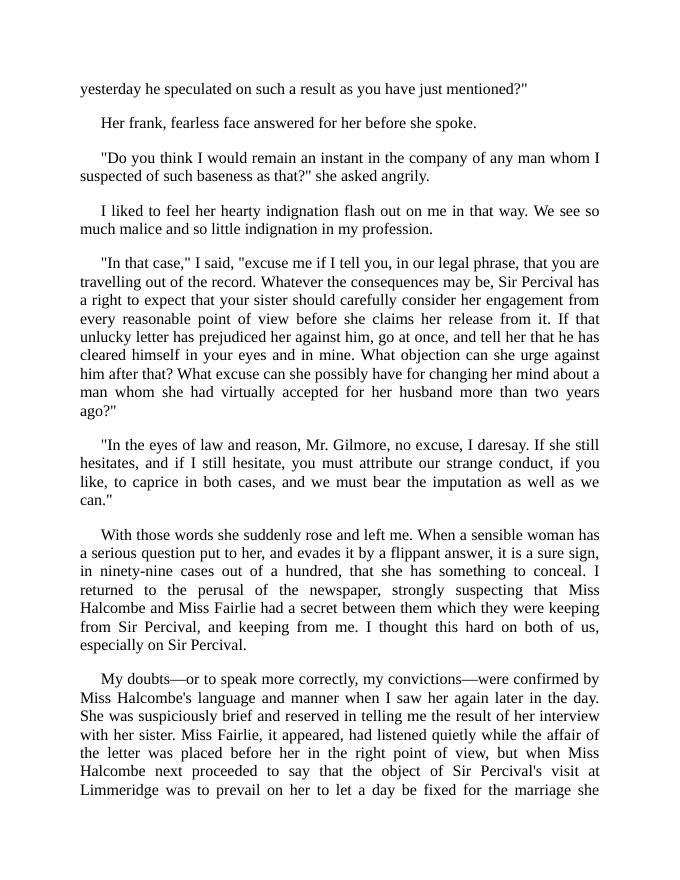 yesterday he speculated on such a result as you have just mentioned?"
Her frank, fearless face answered for her before she spoke.
"Do you think I would remain an instant in the company of any man whom I
suspected of such baseness as that?" she asked angrily.
I liked to feel her hearty indignation flash out on me in that way. We see so
much malice and so little indignation in my profession.
"In that case," I said, "excuse me if I tell you, in our legal phrase, that you are
travelling out of the record. Whatever the consequences may be, Sir Percival has
a right to expect that your sister should carefully consider her engagement from
every reasonable point of view before she claims her release from it. If that
unlucky letter has prejudiced her against him, go at once, and tell her that he has
cleared himself in your eyes and in mine. What objection can she urge against
him after that? What excuse can she possibly have for changing her mind about a
man whom she had virtually accepted for her husband more than two years
ago?"
"In the eyes of law and reason, Mr. Gilmore, no excuse, I daresay. If she still
hesitates, and if I still hesitate, you must attribute our strange conduct, if you
like, to caprice in both cases, and we must bear the imputation as well as we
can."
With those words she suddenly rose and left me. When a sensible woman has
a serious question put to her, and evades it by a flippant answer, it is a sure sign,
in ninety-nine cases out of a hundred, that she has something to conceal. I
returned to the perusal of the newspaper, strongly suspecting that Miss
Halcombe and Miss Fairlie had a secret between them which they were keeping
from Sir Percival, and keeping from me. I thought this hard on both of us,
especially on Sir Percival.
My doubts—or to speak more correctly, my convictions—were confirmed by
Miss Halcombe's language and manner when I saw her again later in the day.
She was suspiciously brief and reserved in telling me the result of her interview
with her sister. Miss Fairlie, it appeared, had listened quietly while the affair of
the letter was placed before her in the right point of view, but when Miss
Halcombe next proceeded to say that the object of Sir Percival's visit at
Limmeridge was to prevail on her to let a day be fixed for the marriage she